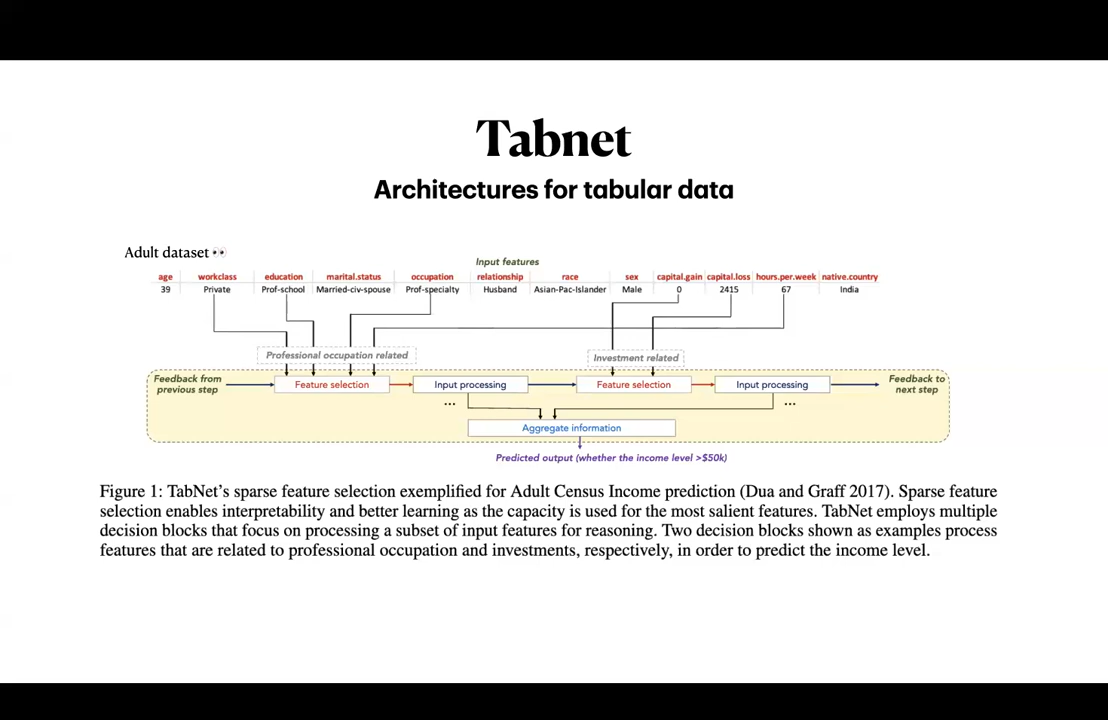 Tabnet
Architectures for tabular data
Adult dataset 👀
Input features
age workclass education marital.status occupation relationship race sex capital.gain capital.loss hours.per.week native.country
39 Private Prof-school Married-civ-spouse Prof-specialty Husband Asian-Pac-Islander Male 0 2415 67 India
Professional occupation related
Investment related
Feedback from
previous step
Feature selection
Input processing
Feature selection
Input processing
Feedback to
next step
...
...
Aggregate information
Predicted output (whether the income level >$50k)
Figure 1: TabNet's sparse feature selection exemplified for Adult Census Income prediction (Dua and Graff 2017). Sparse feature
selection enables interpretability and better learning as the capacity is used for the most salient features. TabNet employs multiple
decision blocks that focus on processing a subset of input features for reasoning. Two decision blocks shown as examples process
features that are related to professional occupation and investments, respectively, in order to predict the income level.